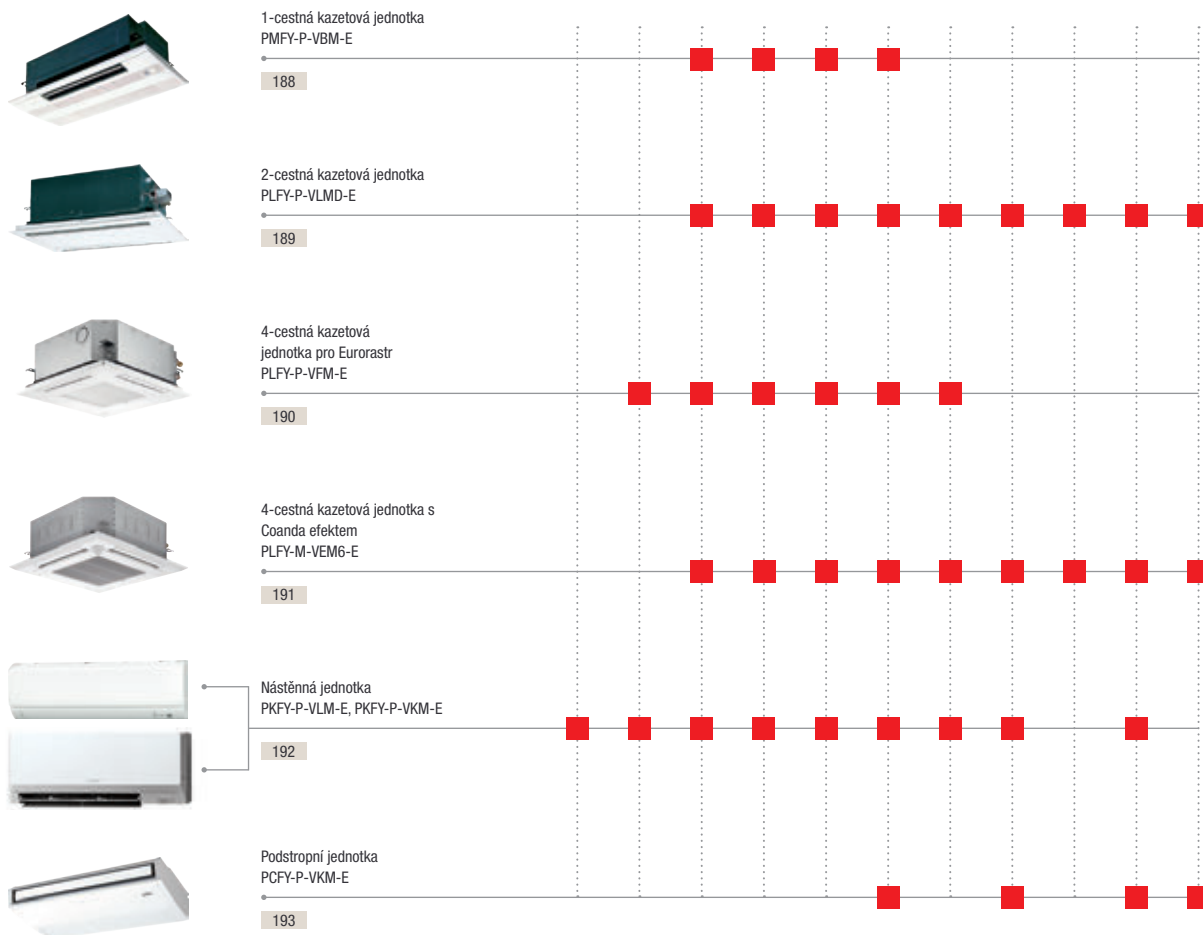 1-cestná kazetová jednotka
PMFY-P-VBM-E
188
2-cestná kazetová jednotka
PLFY-P-VLMD-E
189
4-cestná kazetová
jednotka pro Eurorastr
PLFY-P-VFM-E
190
4-cestná kazetová jednotka s
Coanda efektem
PLFY-M-VEM6-E
191
Nástěnná jednotka
PKFY-P-VLM-E, PKFY-P-VKM-E
192
Podstropní jednotka
PCFY-P-VKM-E
193